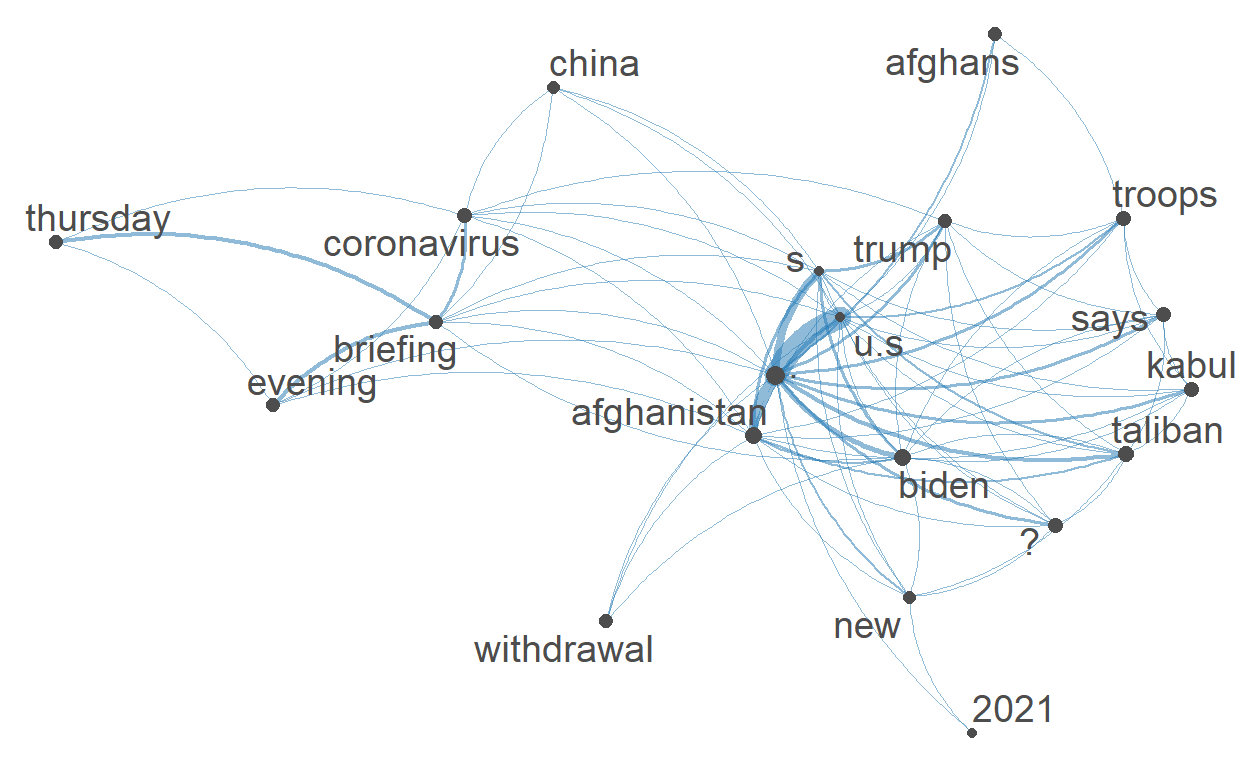 china
afghans
thursday
troops
coronavirus
trump
s
says
u.s
briefing
kabul
evening
.
afghanistan
taliban
biden
?
new
withdrawal
2021